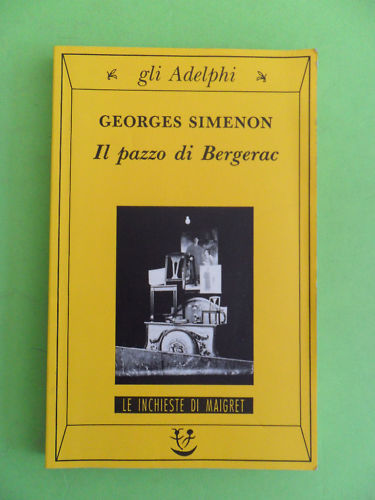 gli Adelphi
GEORGES SIMENON
Il pazzo di Bergerac
LE INCHIESTE DI MAIGRET